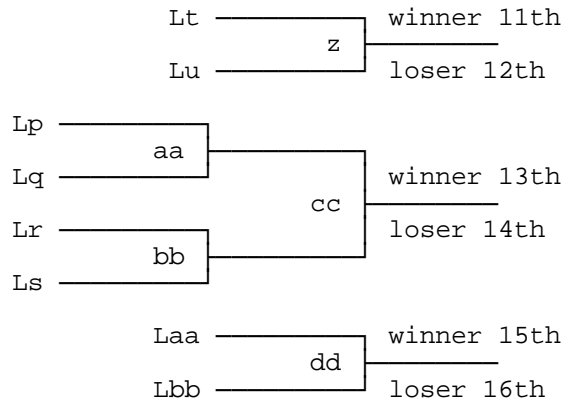 Lt winner 11th
z
Lu loser 12th
Lp
aa
Lq winner 13th
cc
Lr loser 14th
bb
Ls
Laa winner 15th
dd
Lbb loser 16th